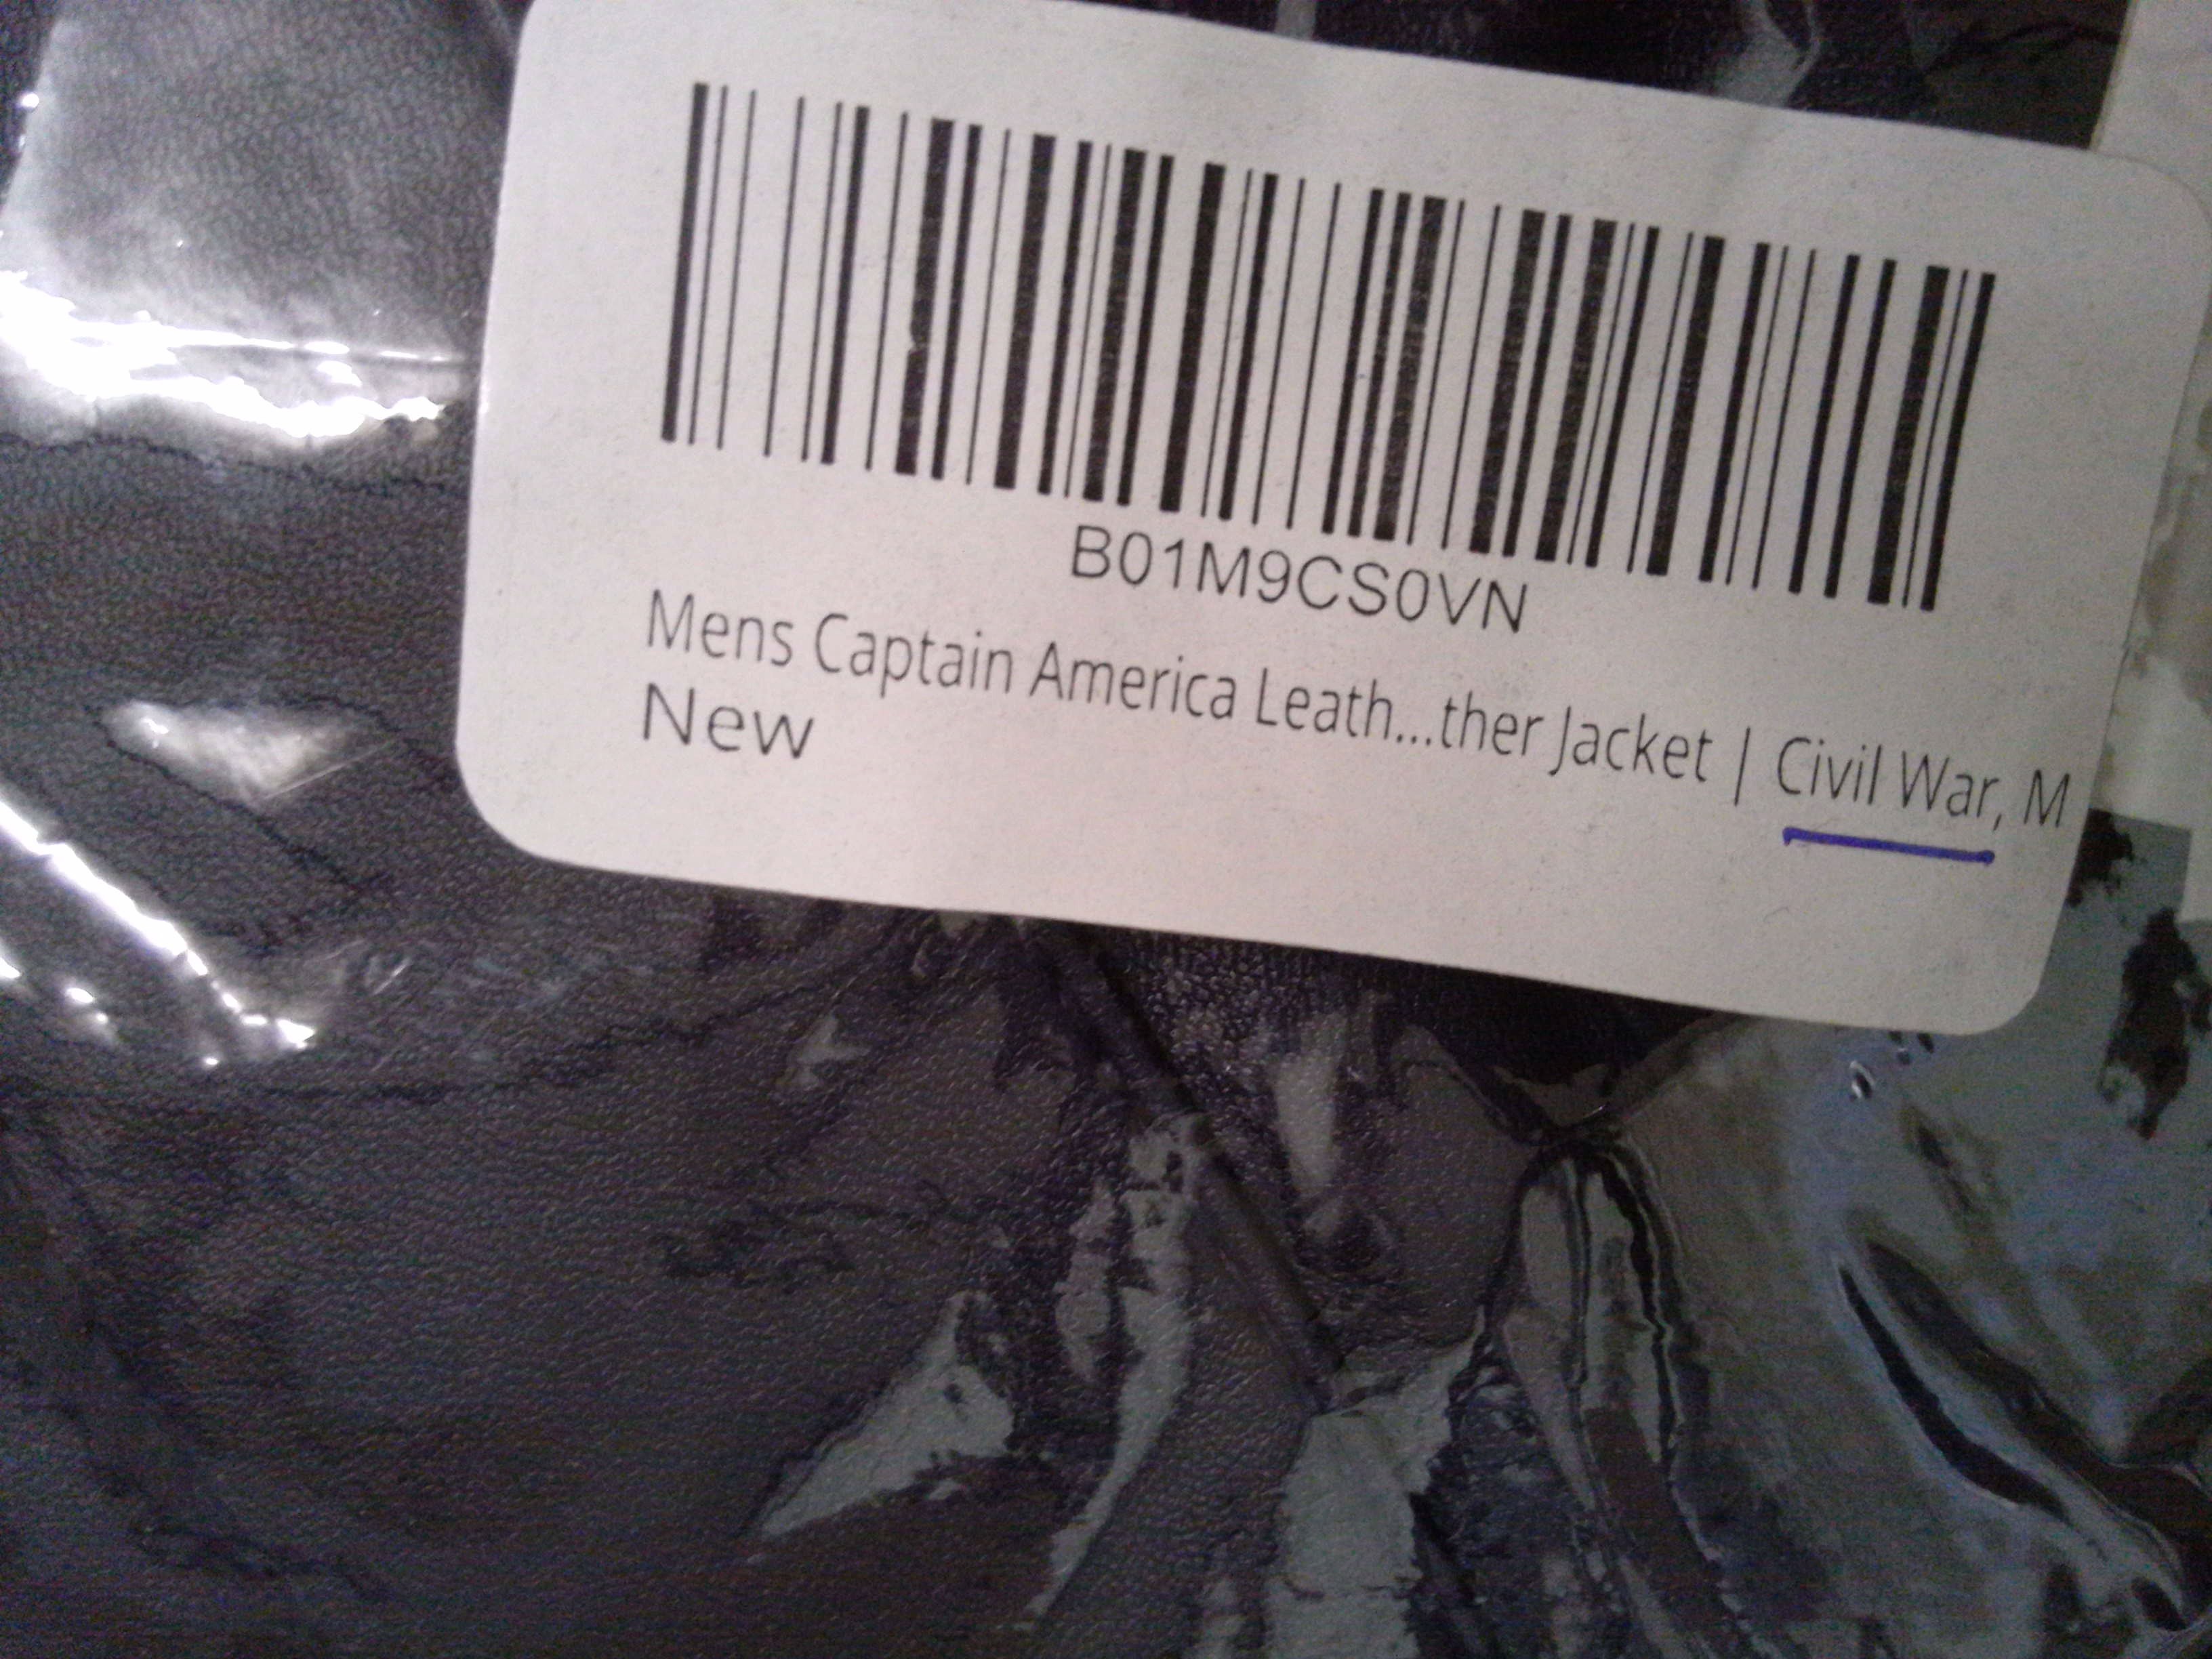 B01M9CS0VN
Mens Captain America Leath...ther Jacket | Civil War, M
New